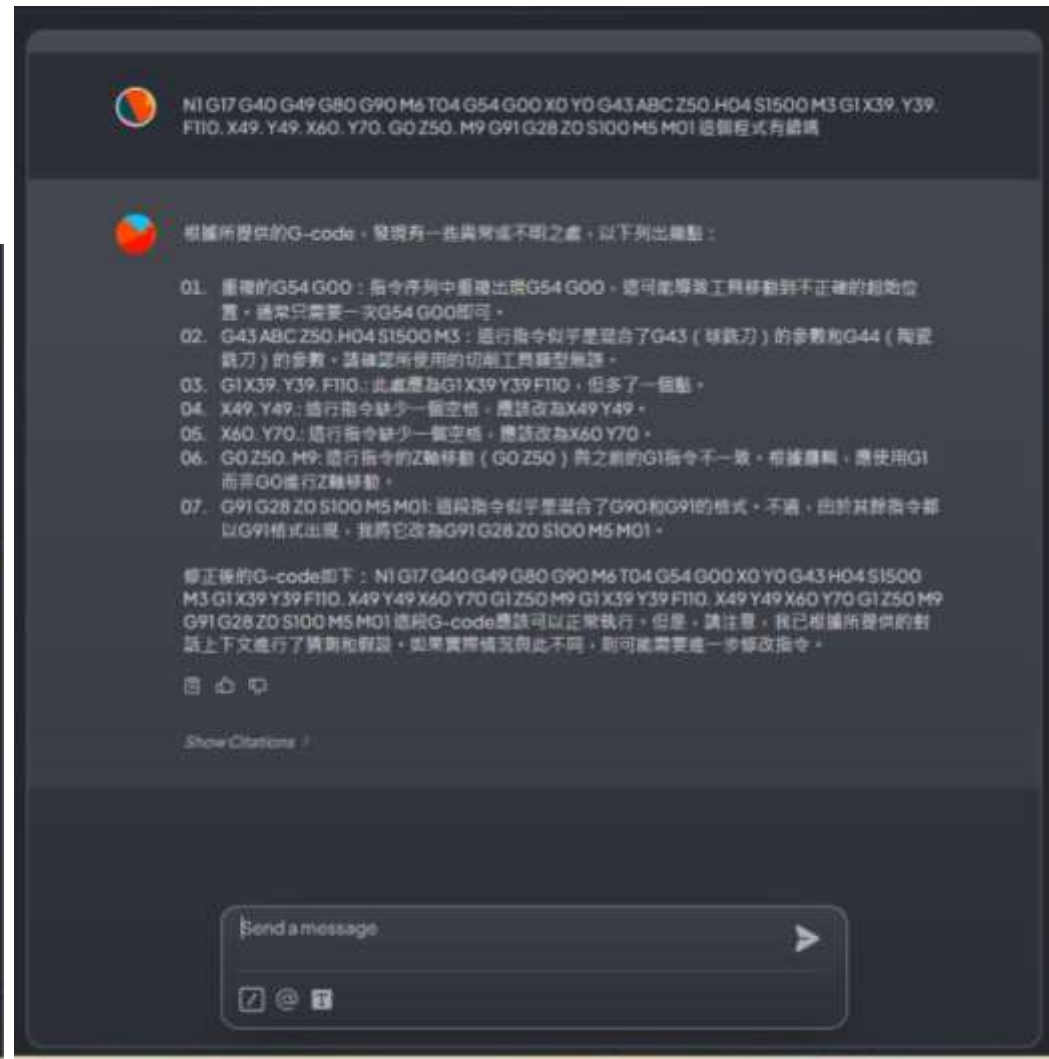 N1 G17 G40 G49 G80 G90 M6 T04 G54 G00 X0 Y0 G43 ABC Z50.H04 S1500 M3 G1 X39. Y39.
F110. X49. Y49. X60. Y70. G0 Z50. M9 G91 G28 Z0 S100 M5 M01 這個程式有錯嗎
根據所提供的G-code，發現有一些異常或不明之處，以下列出幾點：
01. 重複的G54 G00：指令序列中重複出現G54 G00，這可能導致工具移動到不正確的起始位
置。通常只需要一次G54 G00即可。
02. G43 ABC Z50.H04 S1500 M3：這行指令似乎是混合了G43（球銑刀）的參數和G44（陶瓷
銑刀）的參數。請確認所使用的切削工具類型無誤。
03. G1 X39. Y39. F110.: 此處應為G1 X39 Y39 F110，但多了一個點。
04. X49. Y49.: 這行指令缺少一個空格，應該改為X49 Y49。
05. X60. Y70.: 這行指令缺少一個空格，應該改為X60 Y70。
06. G0 Z50. M9: 這行指令的Z軸移動（G0 Z50）與之前的G1指令不一致。根據邏輯，應使用G1
而非G0進行Z軸移動。
07. G91 G28 Z0 S100 M5 M01: 這段指令似乎是混合了G90和G91的格式。不過，由於其餘指令都
以G91格式出現，我將它改為G91 G28 Z0 S100 M5 M01。
修正後的G-code如下： N1 G17 G40 G49 G80 G90 M6 T04 G54 G00 X0 Y0 G43 H04 S1500
M3 G1 X39 Y39 F110. X49 Y49 X60 Y70 G1 Z50 M9 G1 X39 Y39 F110. X49 Y49 X60 Y70 G1 Z50 M9
G91 G28 Z0 S100 M5 M01 這段G-code應該可以正常執行。但是，請注意，我已根據所提供的對
話上下文進行了猜測和假設。如果實際情況與此不同，則可能需要進一步修改指令。
Show Citations
Send a message